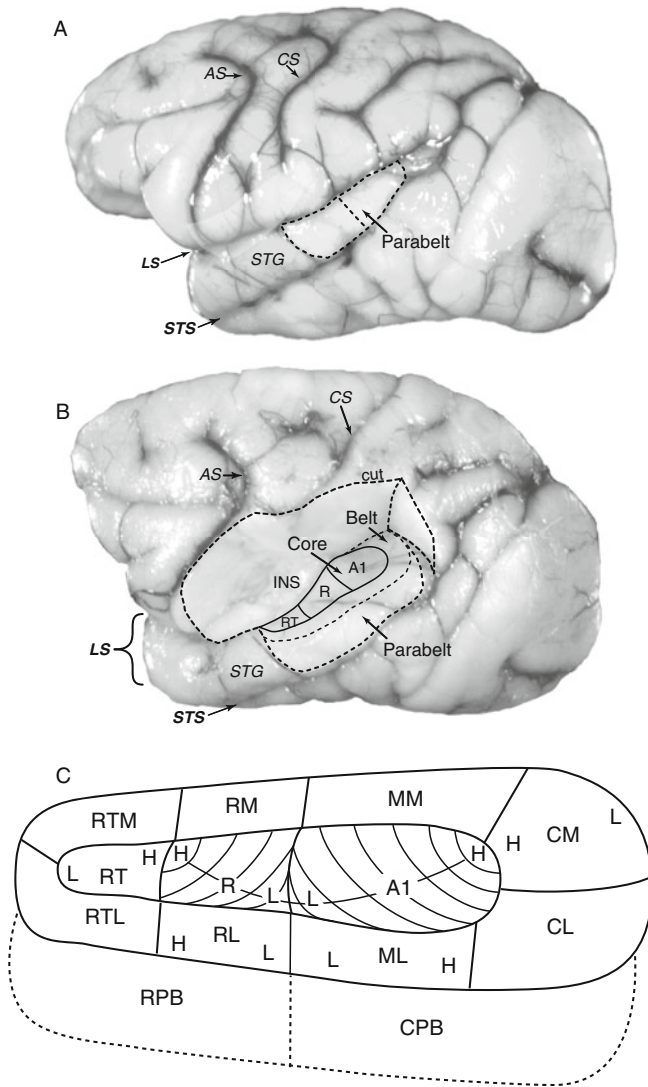 A
AS
CS
Parabelt
LS
STG
STS
B
CS
AS
cut
Belt
Core
A1
INS
R
RT
LS
Parabelt
STG
STS
C
RTM RM MM
CM L
H
L RT H H R L L A1 H
RTL H RL L L ML H CL
RPB CPB